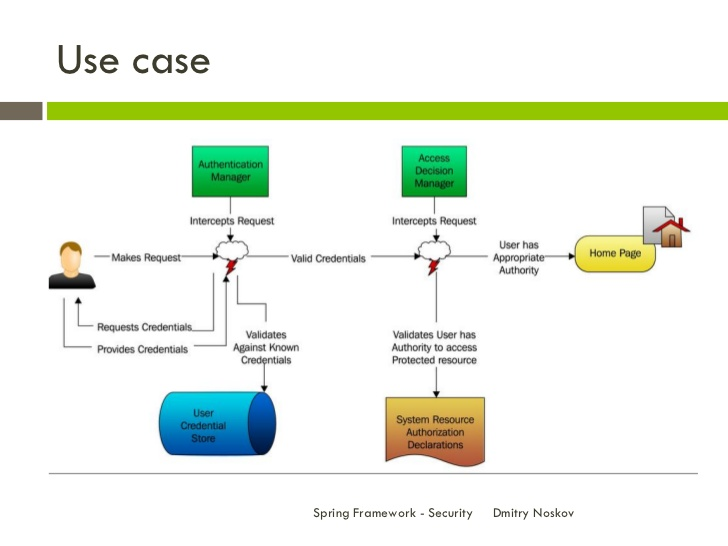 Use case
Authentication
Manager
Access
Decision
Manager
Intercepts Request
Intercepts Request
Makes Request
Valid Credentials
User has
Appropriate
Authority
Home Page
Requests Credentials
Provides Credentials
Validates
Against Known
Credentials
Validates User has
Authority to access
Protected resource
User
Credential
Store
System Resource
Authorization
Declarations
Spring Framework - Security Dmitry Noskov